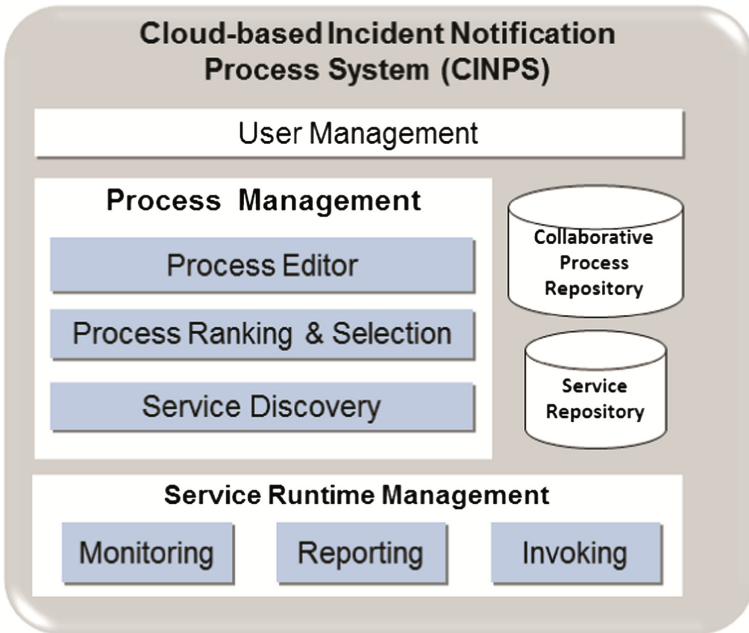 Cloud-based Incident Notification
Process System (CINPS)
User Management
Process Management
Process Editor
Process Ranking & Selection
Service Discovery
Collaborative
Process
Repository
Service
Repository
Service Runtime Management
Monitoring
Reporting
Invoking